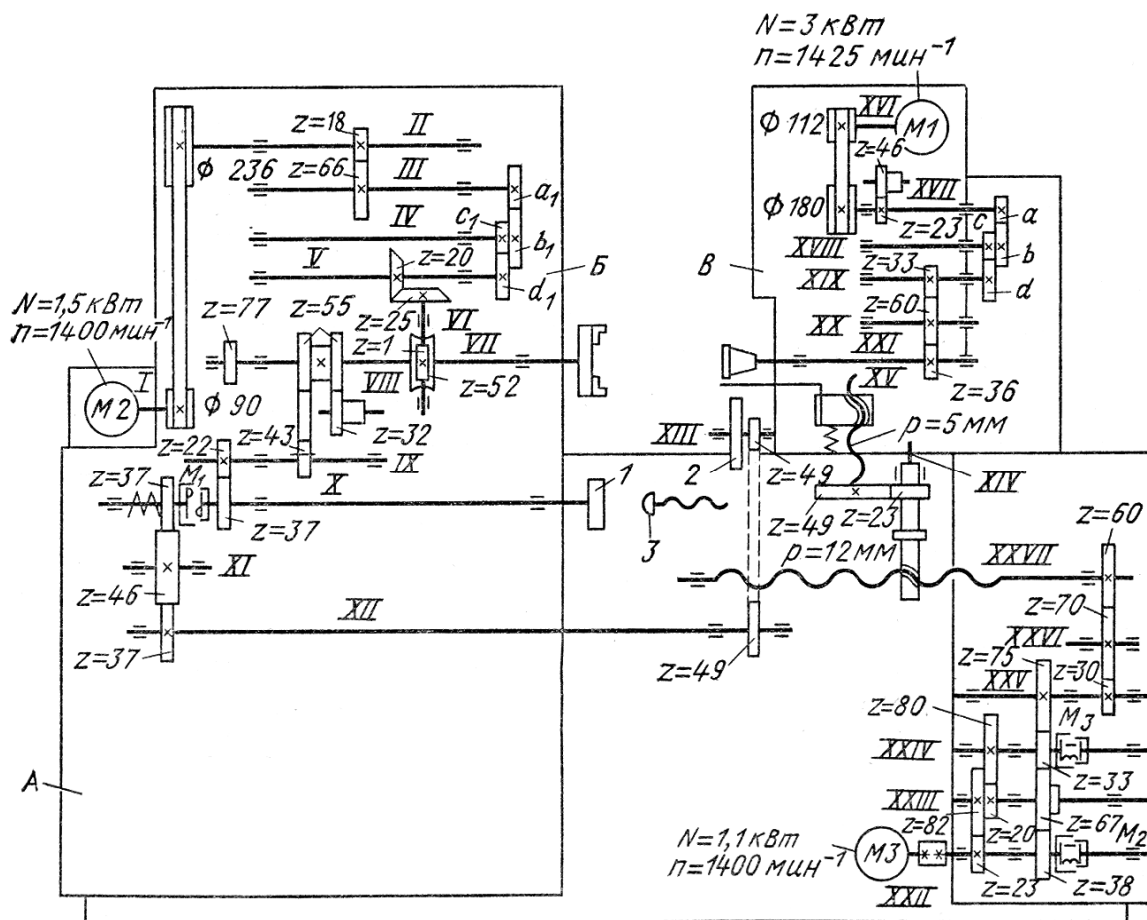 N=3 кВт
n=1425 мин⁻¹
XVI
M1
Ф 112
z=46
XVII
Ф 180
z=23
a
c
b
XVIII
z=33
XIX
d
z=60
XX
XXI
z=36
В
z=18
II
Ф 236
z=66
III
a₁
IV
c₁
b₁
V
z=20
d₁
Б
z=25
VI
N=1,5 кВт
n=1400 мин⁻¹
z=77
z=55
z=1
VII
VIII
z=52
I
M2
Ф 90
z=32
z=22
z=43
IX
z=37
M₁
X
z=37
1
XI
z=46
XII
z=37
XV
p=5 мм
XIII
2
z=49
XIV
z=49
z=23
3
p=12 мм
XXVII
z=60
z=70
XXVI
z=49
z=75
z=30
XXV
z=80
M₃
XXIV
z=33
XXIII
z=82
z=20
z=67
M₂
N=1,1 кВт
n=1400 мин⁻¹
M3
XXII
z=23
z=38
А